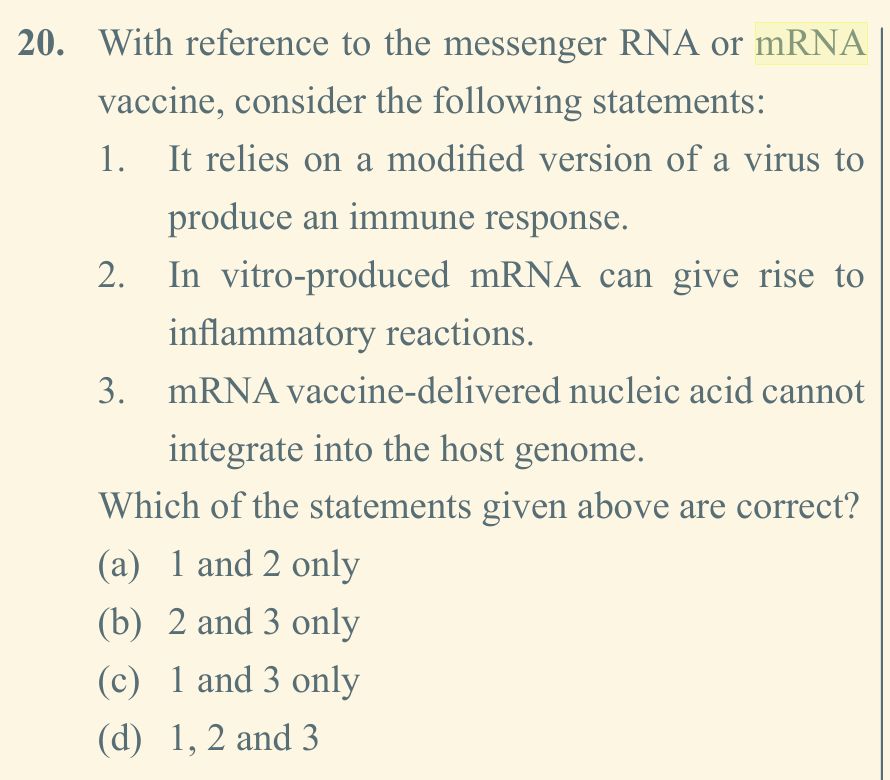 20. With reference to the messenger RNA or mRNA
vaccine, consider the following statements:
1. It relies on a modified version of a virus to
produce an immune response.
2. In vitro-produced mRNA can give rise to
inflammatory reactions.
3. mRNA vaccine-delivered nucleic acid cannot
integrate into the host genome.
Which of the statements given above are correct?
(a) 1 and 2 only
(b) 2 and 3 only
(c) 1 and 3 only
(d) 1, 2 and 3